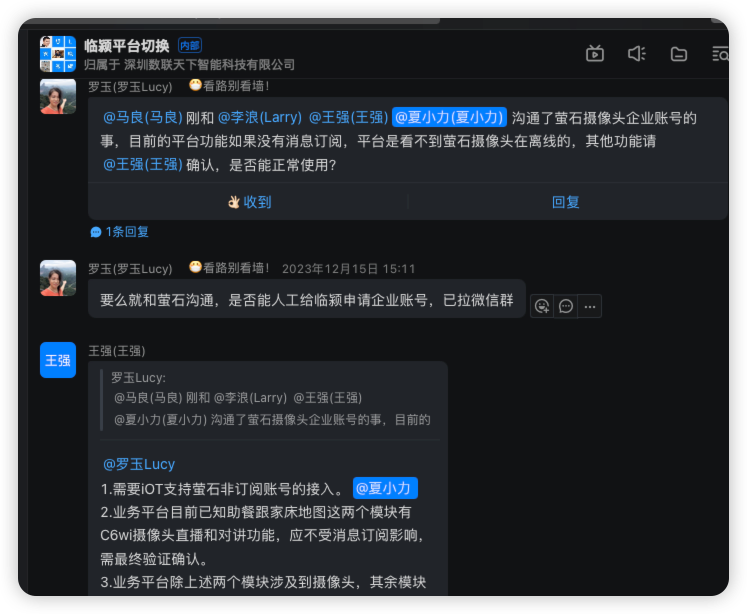 临颍平台切换 内部
归属于 深圳数联天下智能科技有限公司
罗玉(罗玉Lucy) 看路别看墙！
@马良(马良) 刚和 @李浪(Larry) @王强(王强) @夏小力(夏小力) 沟通了萤石摄像头企业账号的
事，目前的平台功能如果没有消息订阅，平台是看不到萤石摄像头在离线的，其他功能请
@王强(王强) 确认，是否能正常使用？
收到 回复
1条回复
罗玉(罗玉Lucy) 看路别看墙！ 2023年12月15日 15:11
要么就和萤石沟通，是否能人工给临颍申请企业账号，已拉微信群
王强 王强(王强)
罗玉Lucy:
@马良(马良) 刚和 @李浪(Larry) @王强(王强)
@夏小力(夏小力) 沟通了萤石摄像头企业账号的事，目前的
@罗玉Lucy
1.需要iOT支持萤石非订阅账号的接入。 @夏小力
2.业务平台目前已知助餐跟家床地图这两个模块有
C6wi摄像头直播和对讲功能，应不受消息订阅影响，
需最终验证确认。
3.业务平台除上述两个模块涉及到摄像头，其余模块